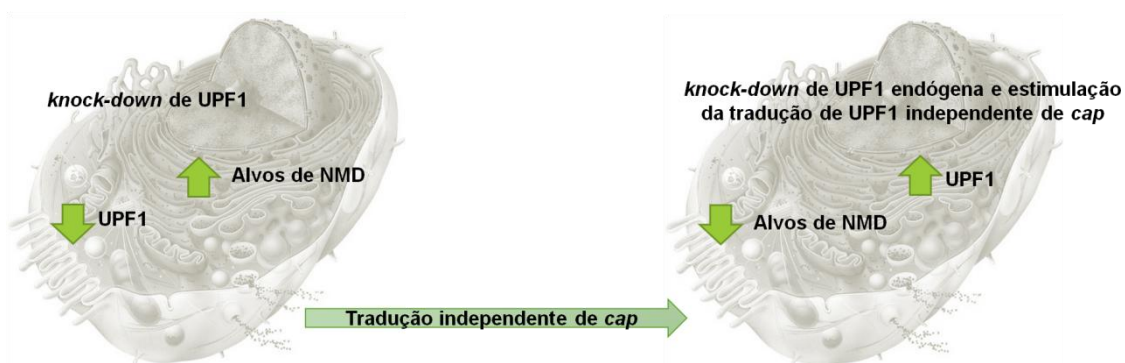 knock-down de UPF1
Alvos de NMD
UPF1
knock-down de UPF1 endógena e estimulação
da tradução de UPF1 independente de cap
UPF1
Alvos de NMD
Tradução independente de cap